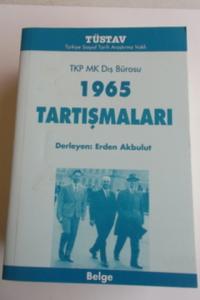 TÜSTAV
Türkiye Sosyal Tarih Araştırma Vakfı
TKP MK Dış Bürosu
1965
TARTIŞMALARI
Derleyen: Erden Akbulut
Belge